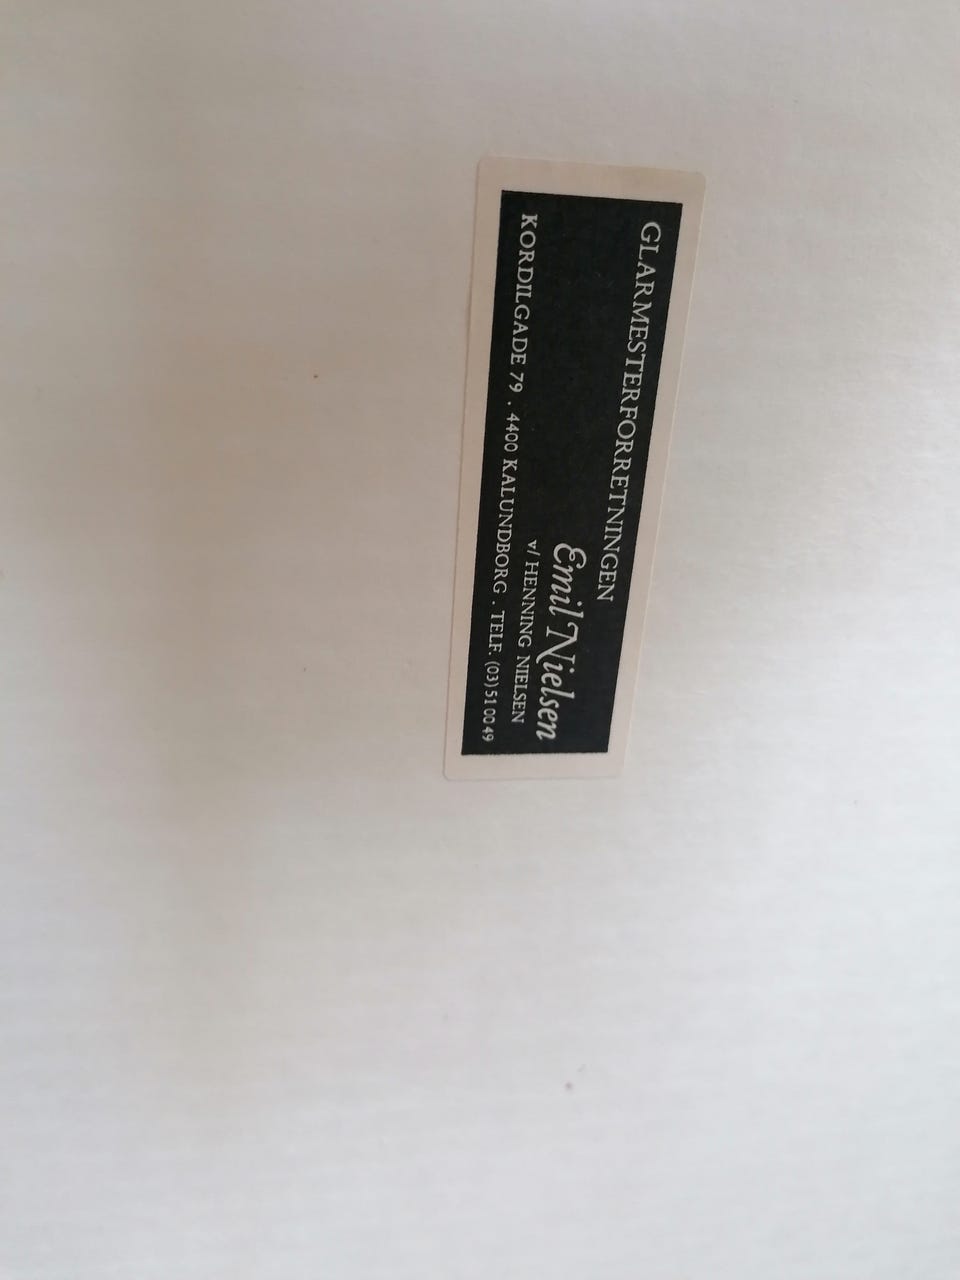 GLARMESTERFORRETNINGEN
Emil Nielsen
v/ HENNING NIELSEN
KORDILGADE 79 . 4400 KALUNDBORG . TELF. (03) 51 00 49